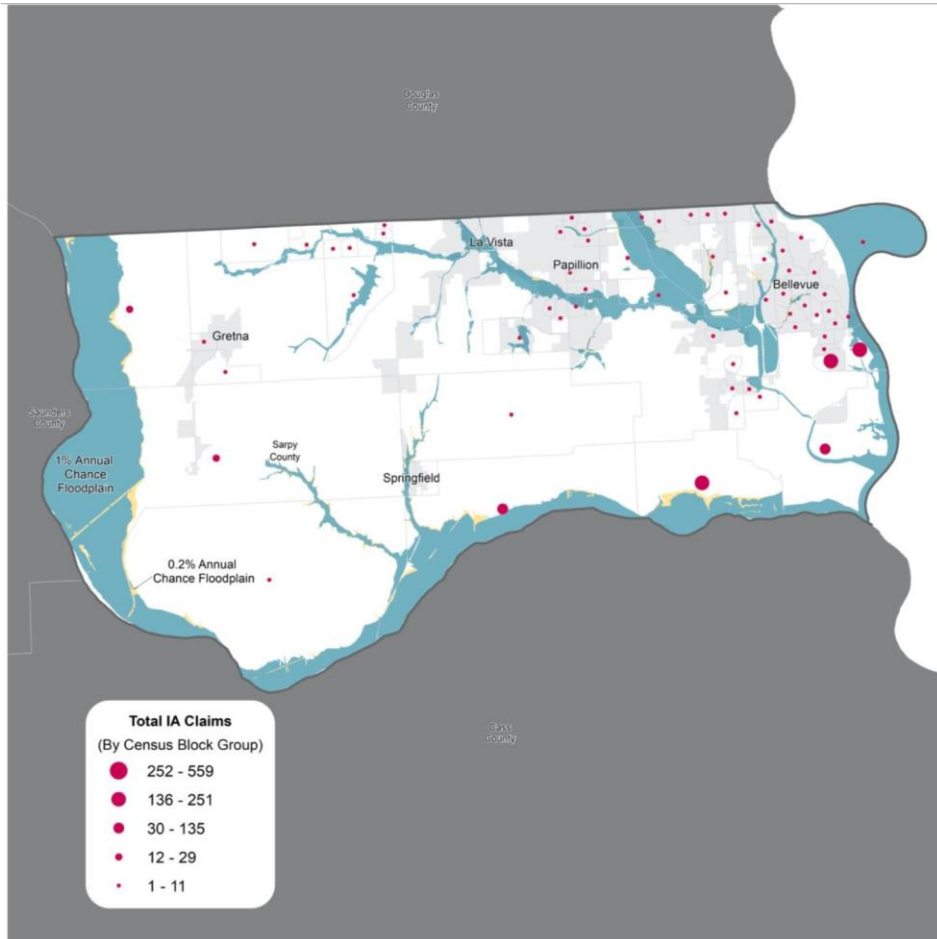 Douglas
County
La Vista
Papillion
Bellevue
Gretna
Saunders
County
1% Annual
Chance
Floodplain
Sarpy
County
Springfield
0.2% Annual
Chance Floodplain
Cass
County
Total IA Claims
(By Census Block Group)
252 - 559
136 - 251
30 - 135
12 - 29
1 - 11